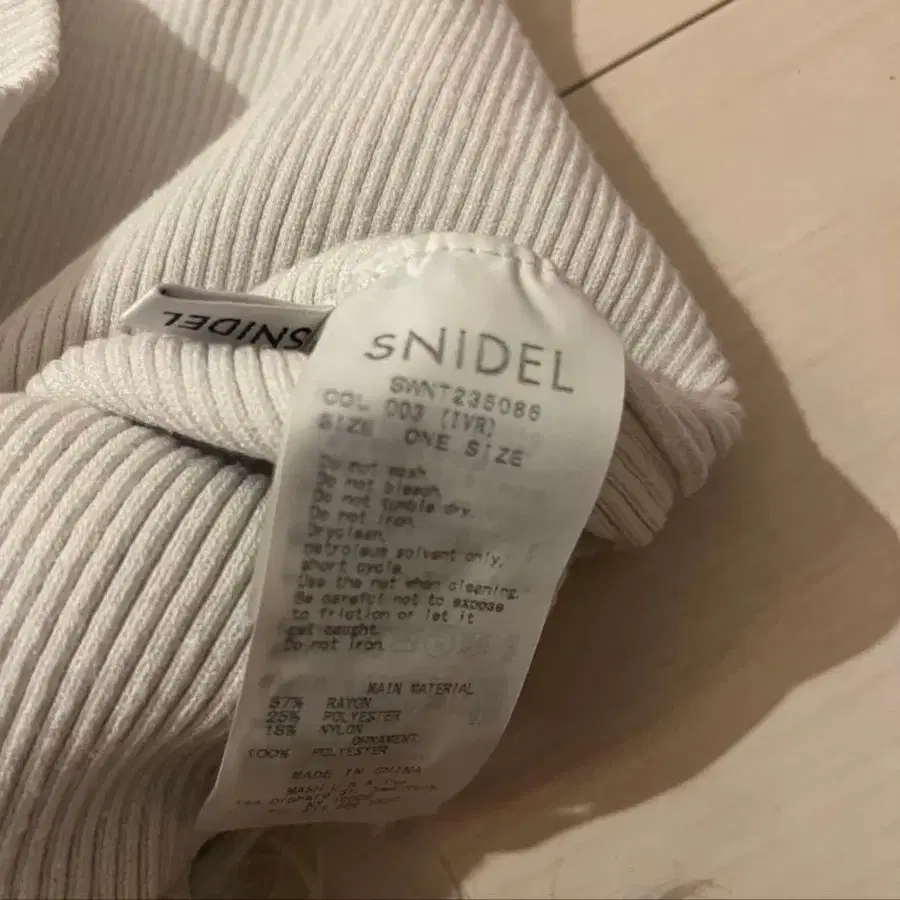 SNIDEL
SNIDEL
SWNT235086
COL 003 (IVR)
SIZE ONE SIZE
Do not wash
Do not bleach
Do not tumble dry.
Do not iron.
Dryclean,
petroleum solvent only,
short cycle.
Use the net when cleaning.
Be careful not to expose
to friction or let it
get caught.
Do not iron.
MAIN MATERIAL
57% RAYON
25% POLYESTER
18% NYLON
ORNAMENT
100% POLYESTER
MADE IN CHINA